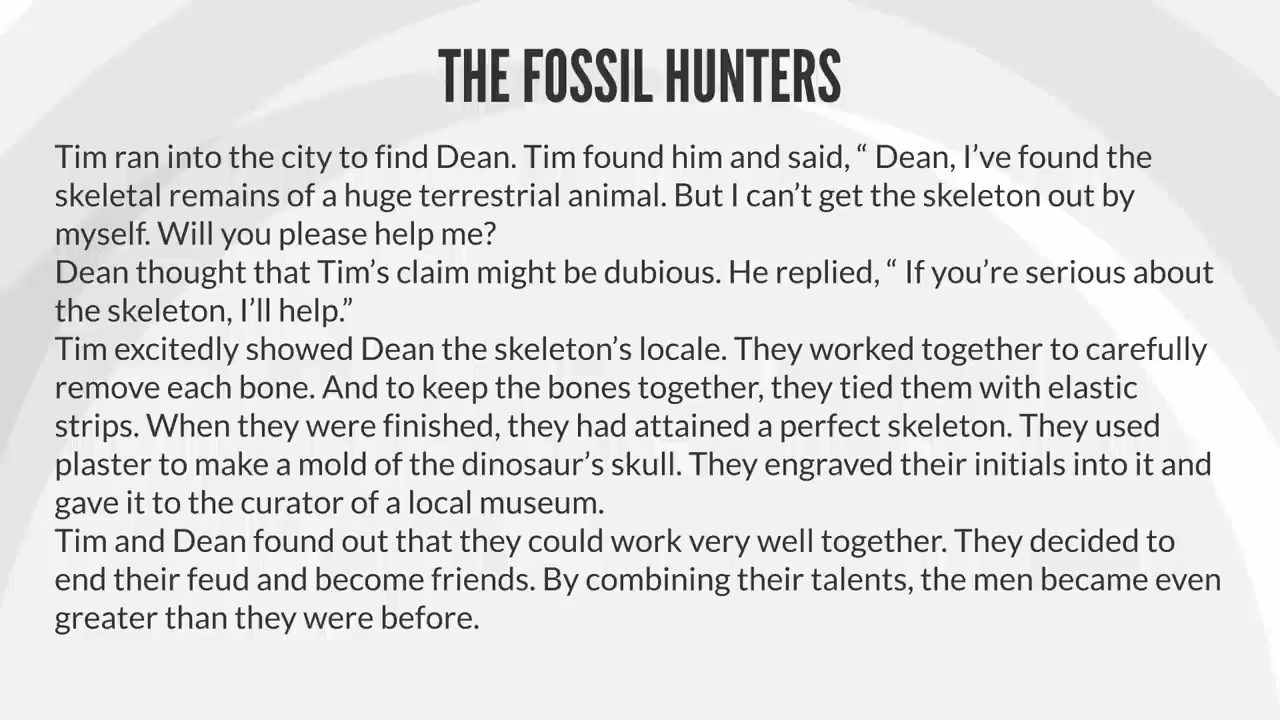 THE FOSSIL HUNTERS
Tim ran into the city to find Dean. Tim found him and said, “ Dean, I’ve found the
skeletal remains of a huge terrestrial animal. But I can’t get the skeleton out by
myself. Will you please help me?
Dean thought that Tim’s claim might be dubious. He replied, “ If you’re serious about
the skeleton, I’ll help.”
Tim excitedly showed Dean the skeleton’s locale. They worked together to carefully
remove each bone. And to keep the bones together, they tied them with elastic
strips. When they were finished, they had attained a perfect skeleton. They used
plaster to make a mold of the dinosaur’s skull. They engraved their initials into it and
gave it to the curator of a local museum.
Tim and Dean found out that they could work very well together. They decided to
end their feud and become friends. By combining their talents, the men became even
greater than they were before.